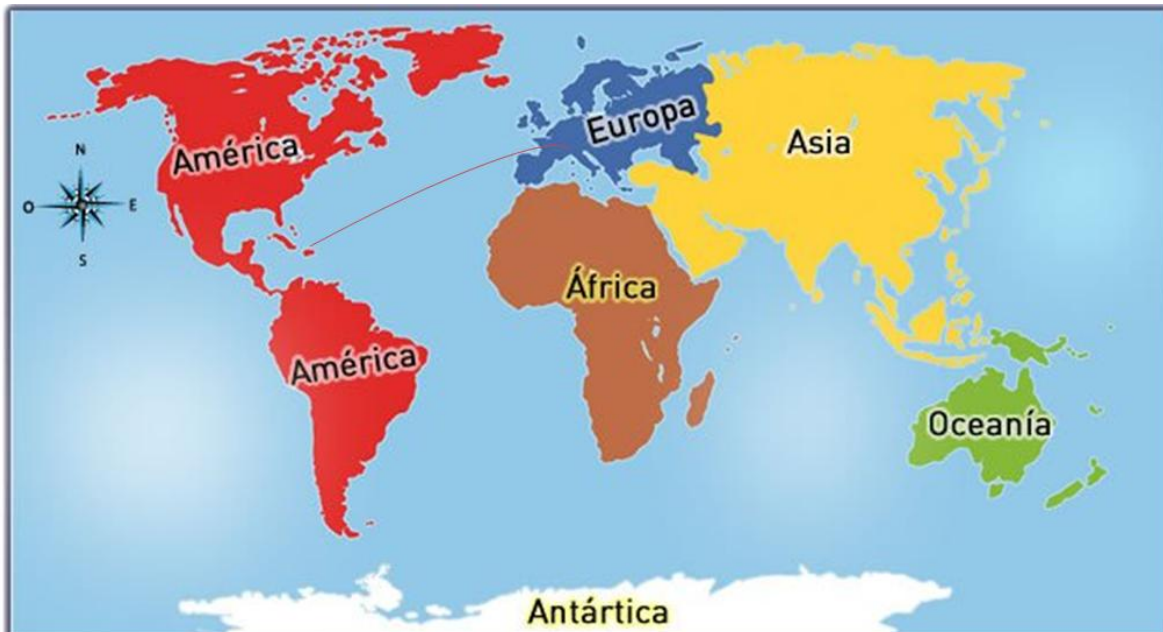 América
Europa
Asia
N
O
E
S
África
América
Oceanía
Antártica